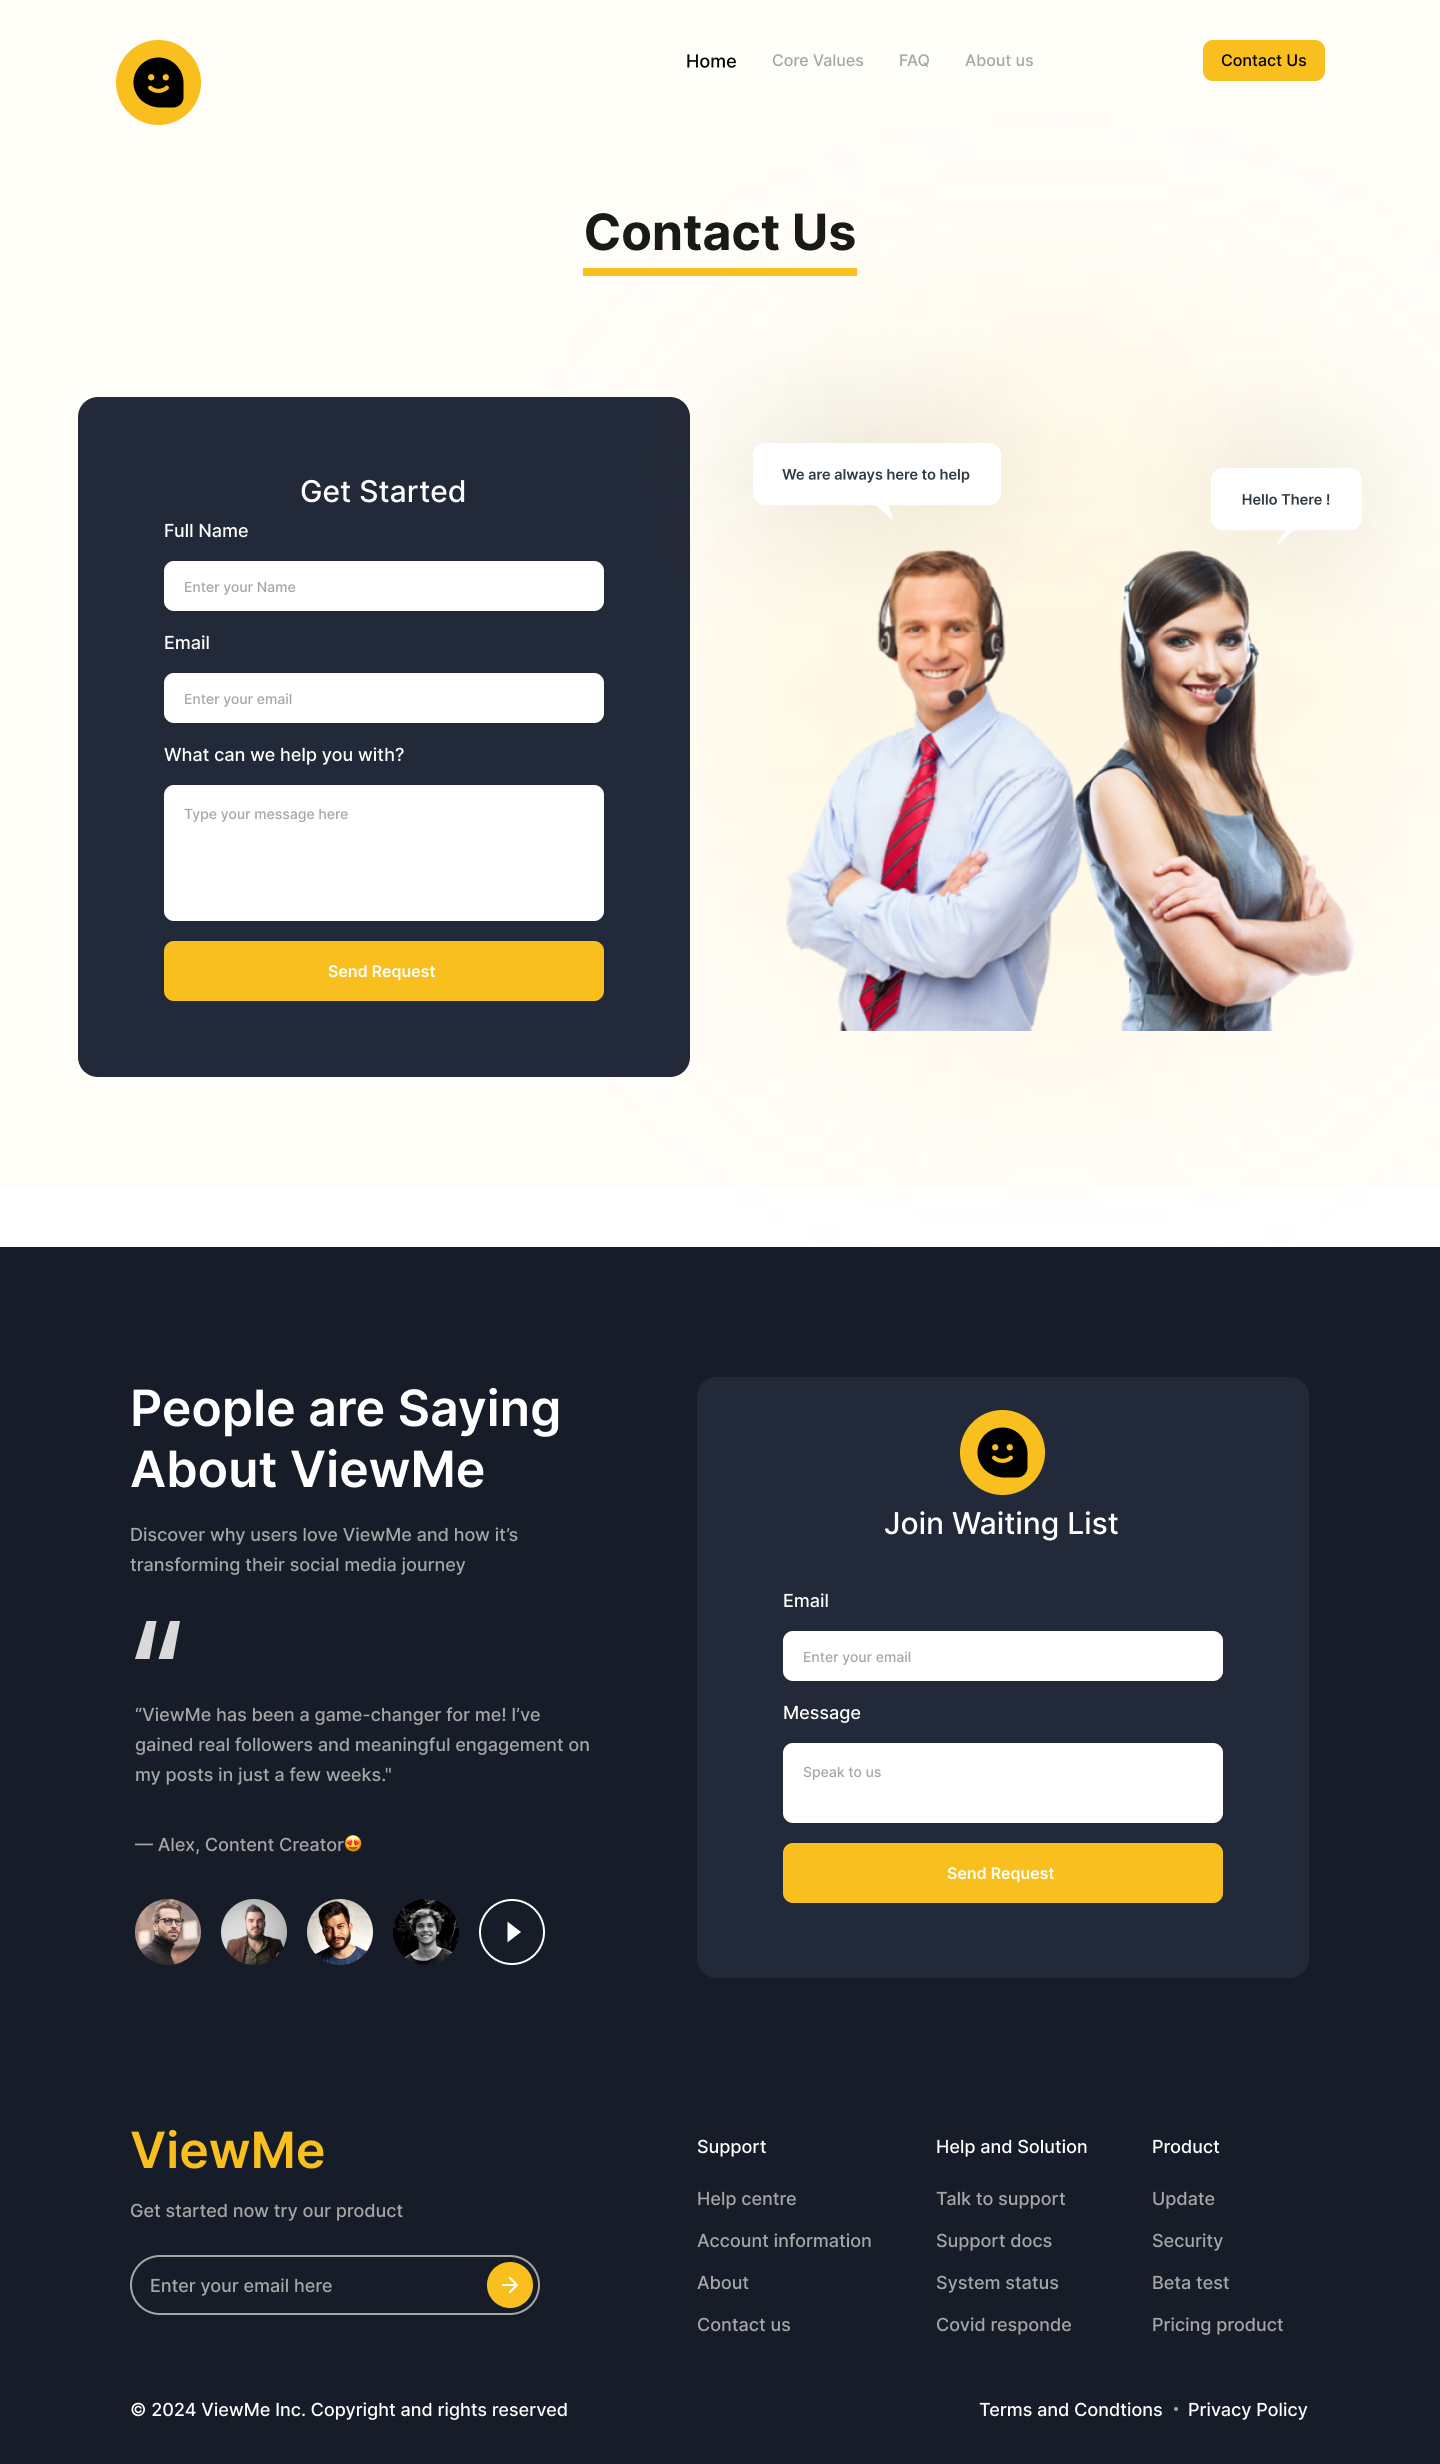 Home
Core Values
FAQ
About us
Contact Us
Contact Us
Get Started
Full Name
Enter your Name
Email
Enter your email
What can we help you with?
Type your message here
Send Request
We are always here to help
Hello There !
People are Saying
About ViewMe
Discover why users love ViewMe and how it’s
transforming their social media journey
“ViewMe has been a game-changer for me! I’ve
gained real followers and meaningful engagement on
my posts in just a few weeks."
— Alex, Content Creator😍
Join Waiting List
Email
Enter your email
Message
Speak to us
Send Request
ViewMe
Get started now try our product
Enter your email here
Support
Help centre
Account information
About
Contact us
Help and Solution
Talk to support
Support docs
System status
Covid responde
Product
Update
Security
Beta test
Pricing product
© 2024 ViewMe Inc. Copyright and rights reserved
Terms and Condtions • Privacy Policy